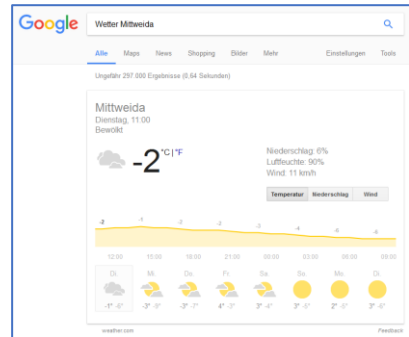 Google Wetter Mittweida
Alle Maps News Shopping Bilder Mehr Einstellungen Tools
Ungefähr 297.000 Ergebnisse (0,64 Sekunden)
Mittweida
Dienstag, 11:00
Bewölkt
-2 °C | °F
Niederschlag: 6%
Luftfeuchte: 90%
Wind: 11 km/h
Temperatur Niederschlag Wind
12:00 15:00 18:00 21:00 00:00 03:00 06:00 09:00
Di Mi Do Fr Sa So Mo Di
weather.com Feedback